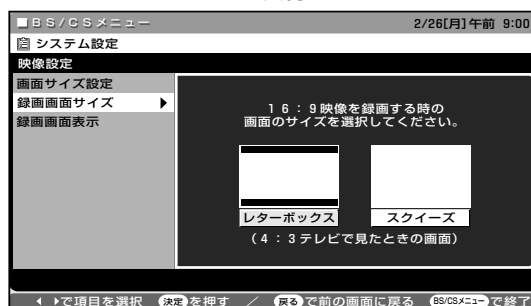 ■BS/CSメニュー 2/26[月]午前 9:00
システム設定
映像設定
画面サイズ設定
録画画面サイズ
録画画面表示
16：9映像を録画する時の
画面のサイズを選択してください。
レターボックス スクイーズ
(4：3テレビで見たときの画面)
で項目を選択 決定を押す ／ 戻るで前の画面に戻る BS/CSメニューで終了